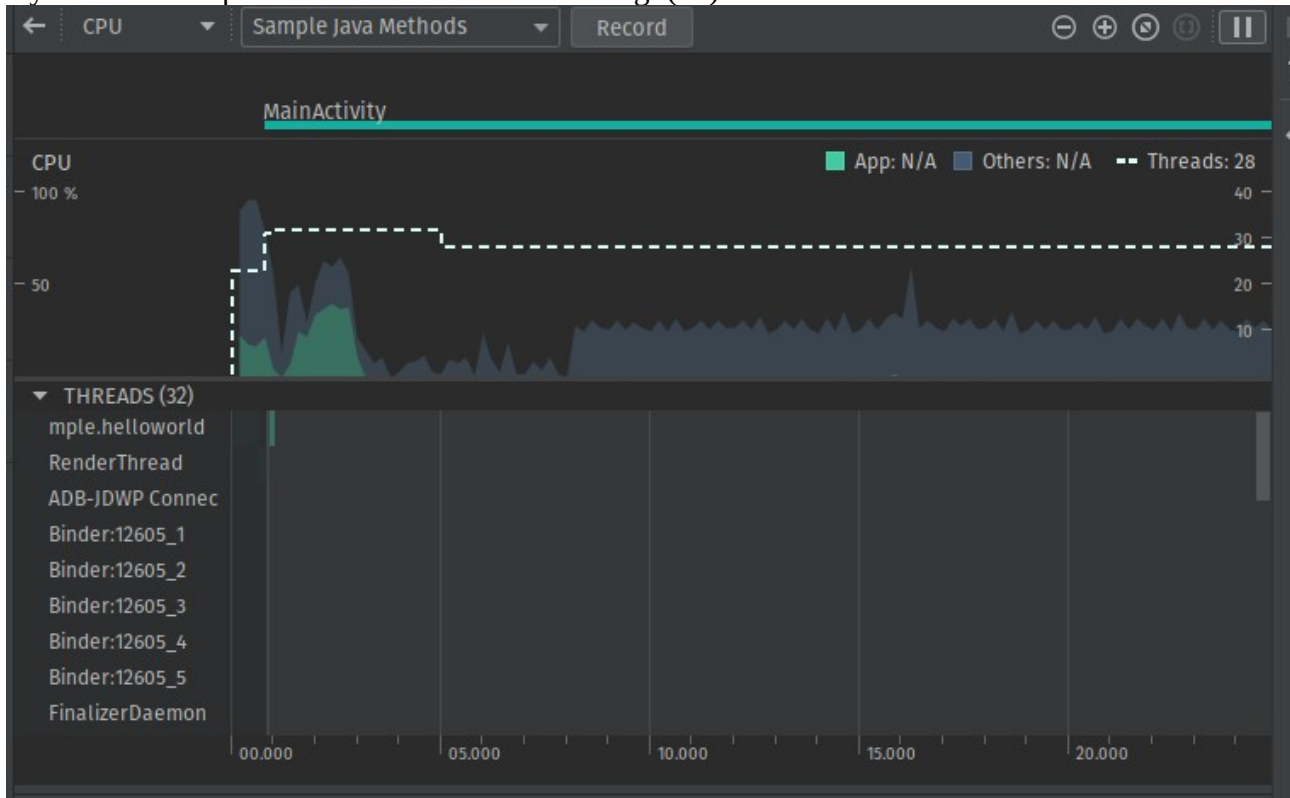 CPU Sample Java Methods Record
MainActivity
CPU App: N/A Others: N/A Threads: 28
100 % 40
30
50 20
10
THREADS (32)
mple.helloworld
RenderThread
ADB-JDWP Connec
Binder:12605_1
Binder:12605_2
Binder:12605_3
Binder:12605_4
Binder:12605_5
FinalizerDaemon
00.000 05.000 10.000 15.000 20.000